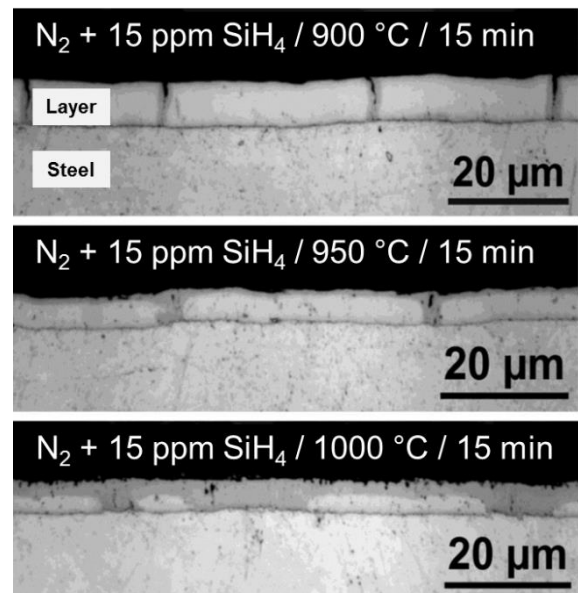 N₂ + 15 ppm SiH₄ / 900 °C / 15 min
Layer
Steel
20 µm
N₂ + 15 ppm SiH₄ / 950 °C / 15 min
20 µm
N₂ + 15 ppm SiH₄ / 1000 °C / 15 min
20 µm